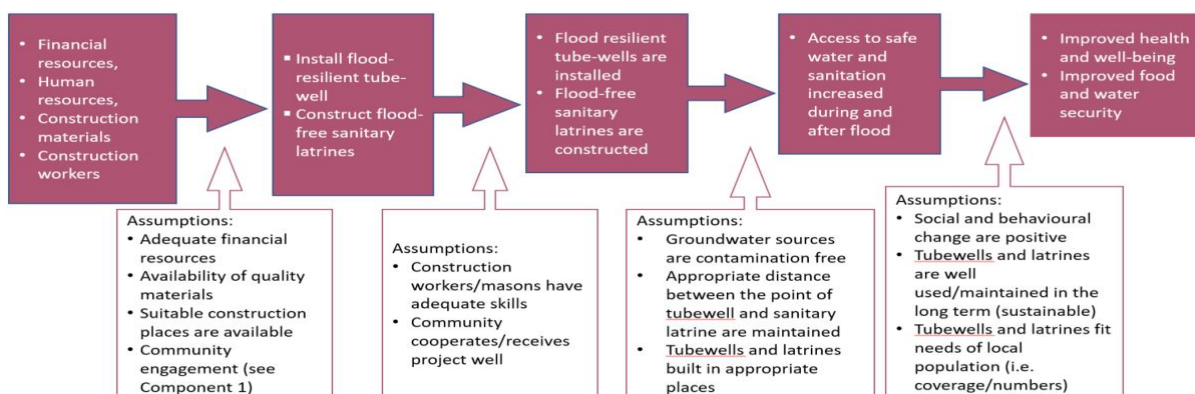 • Financial
resources,
• Human
resources,
• Construction
materials
• Construction
workers
▪ Install flood-
resilient tube-
well
▪ Construct flood-
free sanitary
latrines
• Flood resilient
tube-wells are
installed
• Flood-free
sanitary
latrines are
constructed
• Access to safe
water and
sanitation
increased
during and
after flood
• Improved health
and well-being
• Improved food
and water
security
Assumptions:
• Adequate financial
resources
• Availability of quality
materials
• Suitable construction
places are available
• Community
engagement (see
Component 1)
Assumptions:
• Construction
workers/masons have
adequate skills
• Community
cooperates/receives
project well
Assumptions:
• Groundwater sources
are contamination free
• Appropriate distance
between the point of
tubewell and sanitary
latrine are maintained
• Tubewells and latrines
built in appropriate
places
Assumptions:
• Social and behavioural
change are positive
• Tubewells and latrines
are well
used/maintained in the
long term (sustainable)
• Tubewells and latrines fit
needs of local
population (i.e.
coverage/numbers)